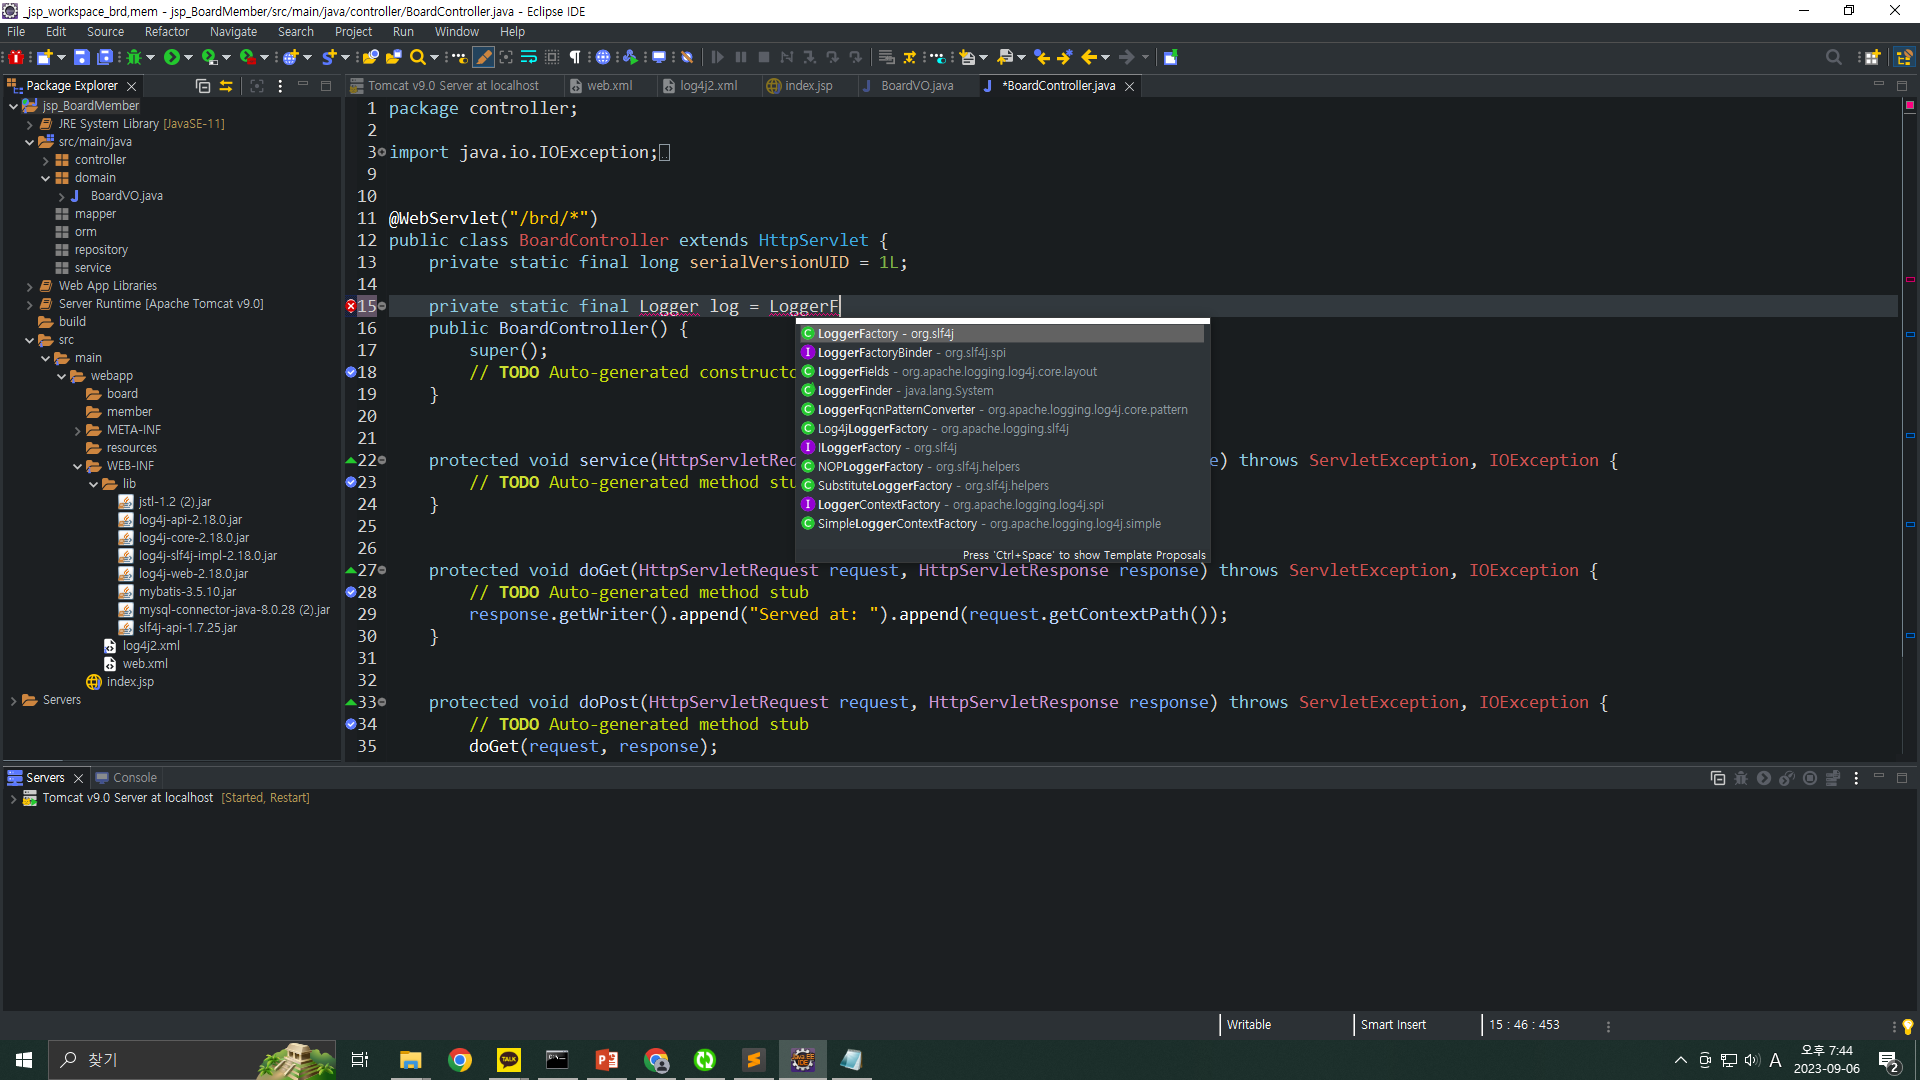 _jsp_workspace_brd,mem - jsp_BoardMember/src/main/java/controller/BoardController.java - Eclipse IDE
File Edit Source Refactor Navigate Search Project Run Window Help
Package Explorer
Tomcat v9.0 Server at localhost web.xml log4j2.xml index.jsp BoardVO.java *BoardController.java
jsp_BoardMember
JRE System Library [JavaSE-11]
src/main/java
controller
domain
BoardVO.java
mapper
orm
repository
service
Web App Libraries
Server Runtime [Apache Tomcat v9.0]
build
src
main
webapp
board
member
META-INF
resources
WEB-INF
lib
jstl-1.2 (2).jar
log4j-api-2.18.0.jar
log4j-core-2.18.0.jar
log4j-slf4j-impl-2.18.0.jar
log4j-web-2.18.0.jar
mybatis-3.5.10.jar
mysql-connector-java-8.0.28 (2).jar
slf4j-api-1.7.25.jar
log4j2.xml
web.xml
index.jsp
Servers
1 package controller;
2
3 import java.io.IOException;
9
10
11 @WebServlet("/brd/*")
12 public class BoardController extends HttpServlet {
13 private static final long serialVersionUID = 1L;
14
15 private static final Logger log = LoggerF
16 public BoardController() {
17 super();
18 // TODO Auto-generated constructo
19 }
20
21
22 protected void service(HttpServletReq e) throws ServletException, IOException {
23 // TODO Auto-generated method stu
24 }
25
26
27 protected void doGet(HttpServletRequest request, HttpServletResponse response) throws ServletException, IOException {
28 // TODO Auto-generated method stub
29 response.getWriter().append("Served at: ").append(request.getContextPath());
30 }
31
32
33 protected void doPost(HttpServletRequest request, HttpServletResponse response) throws ServletException, IOException {
34 // TODO Auto-generated method stub
35 doGet(request, response);
LoggerFactory - org.slf4j
LoggerFactoryBinder - org.slf4j.spi
LoggerFields - org.apache.logging.log4j.core.layout
LoggerFinder - java.lang.System
LoggerFqcnPatternConverter - org.apache.logging.log4j.core.pattern
Log4jLoggerFactory - org.apache.logging.slf4j
ILoggerFactory - org.slf4j
NOPLoggerFactory - org.slf4j.helpers
SubstituteLoggerFactory - org.slf4j.helpers
LoggerContextFactory - org.apache.logging.log4j.spi
SimpleLoggerContextFactory - org.apache.logging.log4j.simple
Press 'Ctrl+Space' to show Template Proposals
Servers Console
Tomcat v9.0 Server at localhost [Started, Restart]
Writable Smart Insert 15 : 46 : 453
찾기
TALK
A
오후 7:44
2023-09-06
2